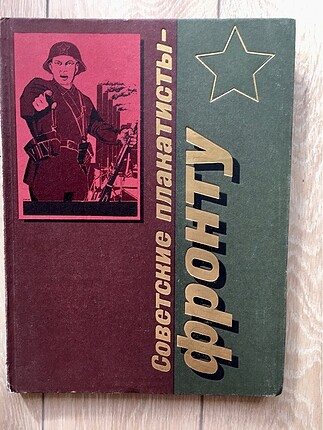 Советские плакатисты-
фронту